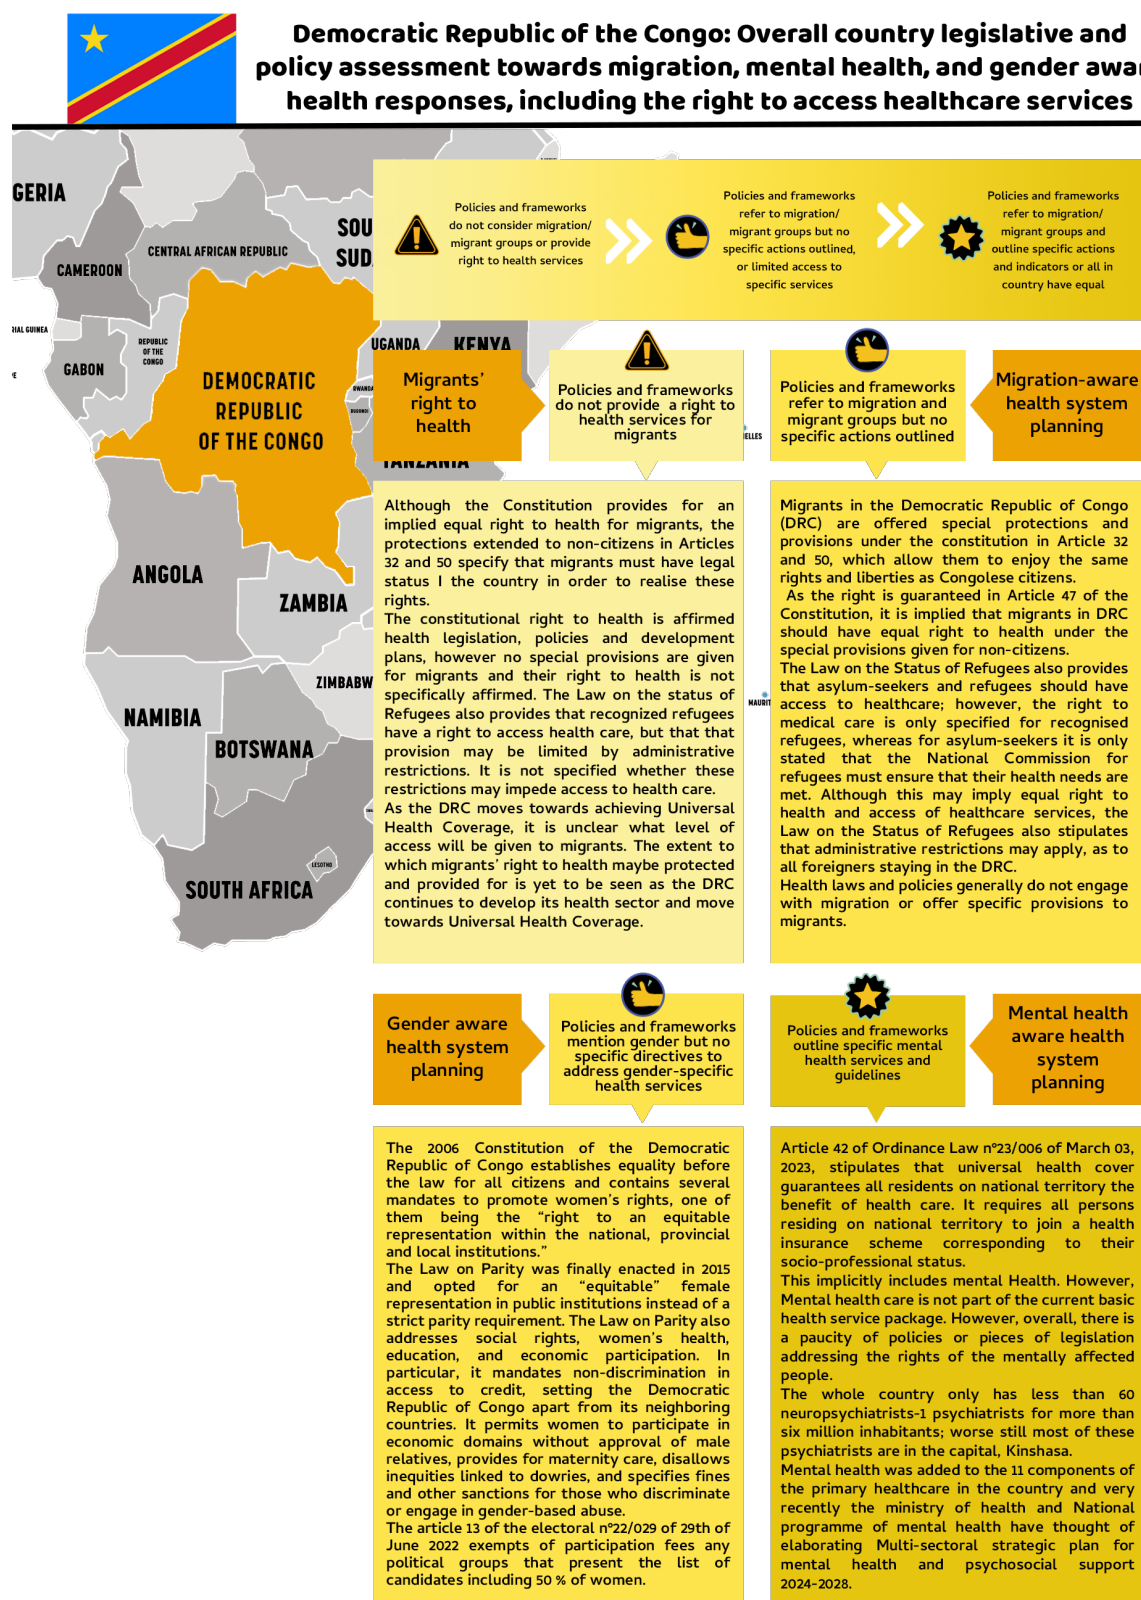 Democratic Republic of the Congo: Overall country legislative and
policy assessment towards migration, mental health, and gender
health responses, including the right to access healthcare services
GERIA
CAMEROON
CENTRAL AFRICAN REPUBLIC
SOU
SUD
GABON
REPUBLIC
OF THE
CONGO
UGANDA
KENYA
RWANDA
BURUNDI
TANZANIA
DEMOCRATIC
REPUBLIC
OF THE CONGO
ANGOLA
ZAMBIA
ZIMBABW
NAMIBIA
BOTSWANA
LESOTHO
SOUTH AFRICA
RIAL GUINEA
ELLES
MAURIT
Policies and frameworks
do not consider migration/
migrant groups or provide
right to health services
Policies and frameworks
refer to migration/
migrant groups but no
specific actions outlined,
or limited access to
specific services
Policies and frameworks
refer to migration/
migrant groups and
outline specific actions
and indicators or all in
country have equal
Migrants’
right to
health
Policies and frameworks
do not provide a right to
health services for
migrants
Policies and frameworks
refer to migration and
migrant groups but no
specific actions outlined
Migration-aware
health system
planning
Although the Constitution provides for an
implied equal right to health for migrants, the
protections extended to non-citizens in Articles
32 and 50 specify that migrants must have legal
status I the country in order to realise these
rights.
The constitutional right to health is affirmed
health legislation, policies and development
plans, however no special provisions are given
for migrants and their right to health is not
specifically affirmed. The Law on the status of
Refugees also provides that recognized refugees
have a right to access health care, but that that
provision may be limited by administrative
restrictions. It is not specified whether these
restrictions may impede access to health care.
As the DRC moves towards achieving Universal
Health Coverage, it is unclear what level of
access will be given to migrants. The extent to
which migrants’ right to health maybe protected
and provided for is yet to be seen as the DRC
continues to develop its health sector and move
towards Universal Health Coverage.
Migrants in the Democratic Republic of Congo
(DRC) are offered special protections and
provisions under the constitution in Article 32
and 50, which allow them to enjoy the same
rights and liberties as Congolese citizens.
As the right is guaranteed in Article 47 of the
Constitution, it is implied that migrants in DRC
should have equal right to health under the
special provisions given for non-citizens.
The Law on the Status of Refugees also provides
that asylum-seekers and refugees should have
access to healthcare; however, the right to
medical care is only specified for recognised
refugees, whereas for asylum-seekers it is only
stated that the National Commission for
refugees must ensure that their health needs are
met. Although this may imply equal right to
health and access of healthcare services, the
Law on the Status of Refugees also stipulates
that administrative restrictions may apply, as to
all foreigners staying in the DRC.
Health laws and policies generally do not engage
with migration or offer specific provisions to
migrants.
Gender aware
health system
planning
Policies and frameworks
mention gender but no
specific directives to
address gender-specific
health services
Policies and frameworks
outline specific mental
health services and
guidelines
Mental health
aware health
system
planning
The 2006 Constitution of the Democratic
Republic of Congo establishes equality before
the law for all citizens and contains several
mandates to promote women’s rights, one of
them being the “right to an equitable
representation within the national, provincial
and local institutions.”
The Law on Parity was finally enacted in 2015
and opted for an “equitable” female
representation in public institutions instead of a
strict parity requirement. The Law on Parity also
addresses social rights, women’s health,
education, and economic participation. In
particular, it mandates non-discrimination in
access to credit, setting the Democratic
Republic of Congo apart from its neighboring
countries. It permits women to participate in
economic domains without approval of male
relatives, provides for maternity care, disallows
inequities linked to dowries, and specifies fines
and other sanctions for those who discriminate
or engage in gender-based abuse.
The article 13 of the electoral n°22/029 of 29th of
June 2022 exempts of participation fees any
political groups that present the list of
candidates including 50 % of women.
Article 42 of Ordinance Law n°23/006 of March 03,
2023, stipulates that universal health cover
guarantees all residents on national territory the
benefit of health care. It requires all persons
residing on national territory to join a health
insurance scheme corresponding to their
socio-professional status.
This implicitly includes mental Health. However,
Mental health care is not part of the current basic
health service package. However, overall, there is
a paucity of policies or pieces of legislation
addressing the rights of the mentally affected
people.
The whole country only has less than 60
neuropsychiatrists-1 psychiatrists for more than
six million inhabitants; worse still most of these
psychiatrists are in the capital, Kinshasa.
Mental health was added to the 11 components of
the primary healthcare in the country and very
recently the ministry of health and National
programme of mental health have thought of
elaborating Multi-sectoral strategic plan for
mental health and psychosocial support
2024-2028.